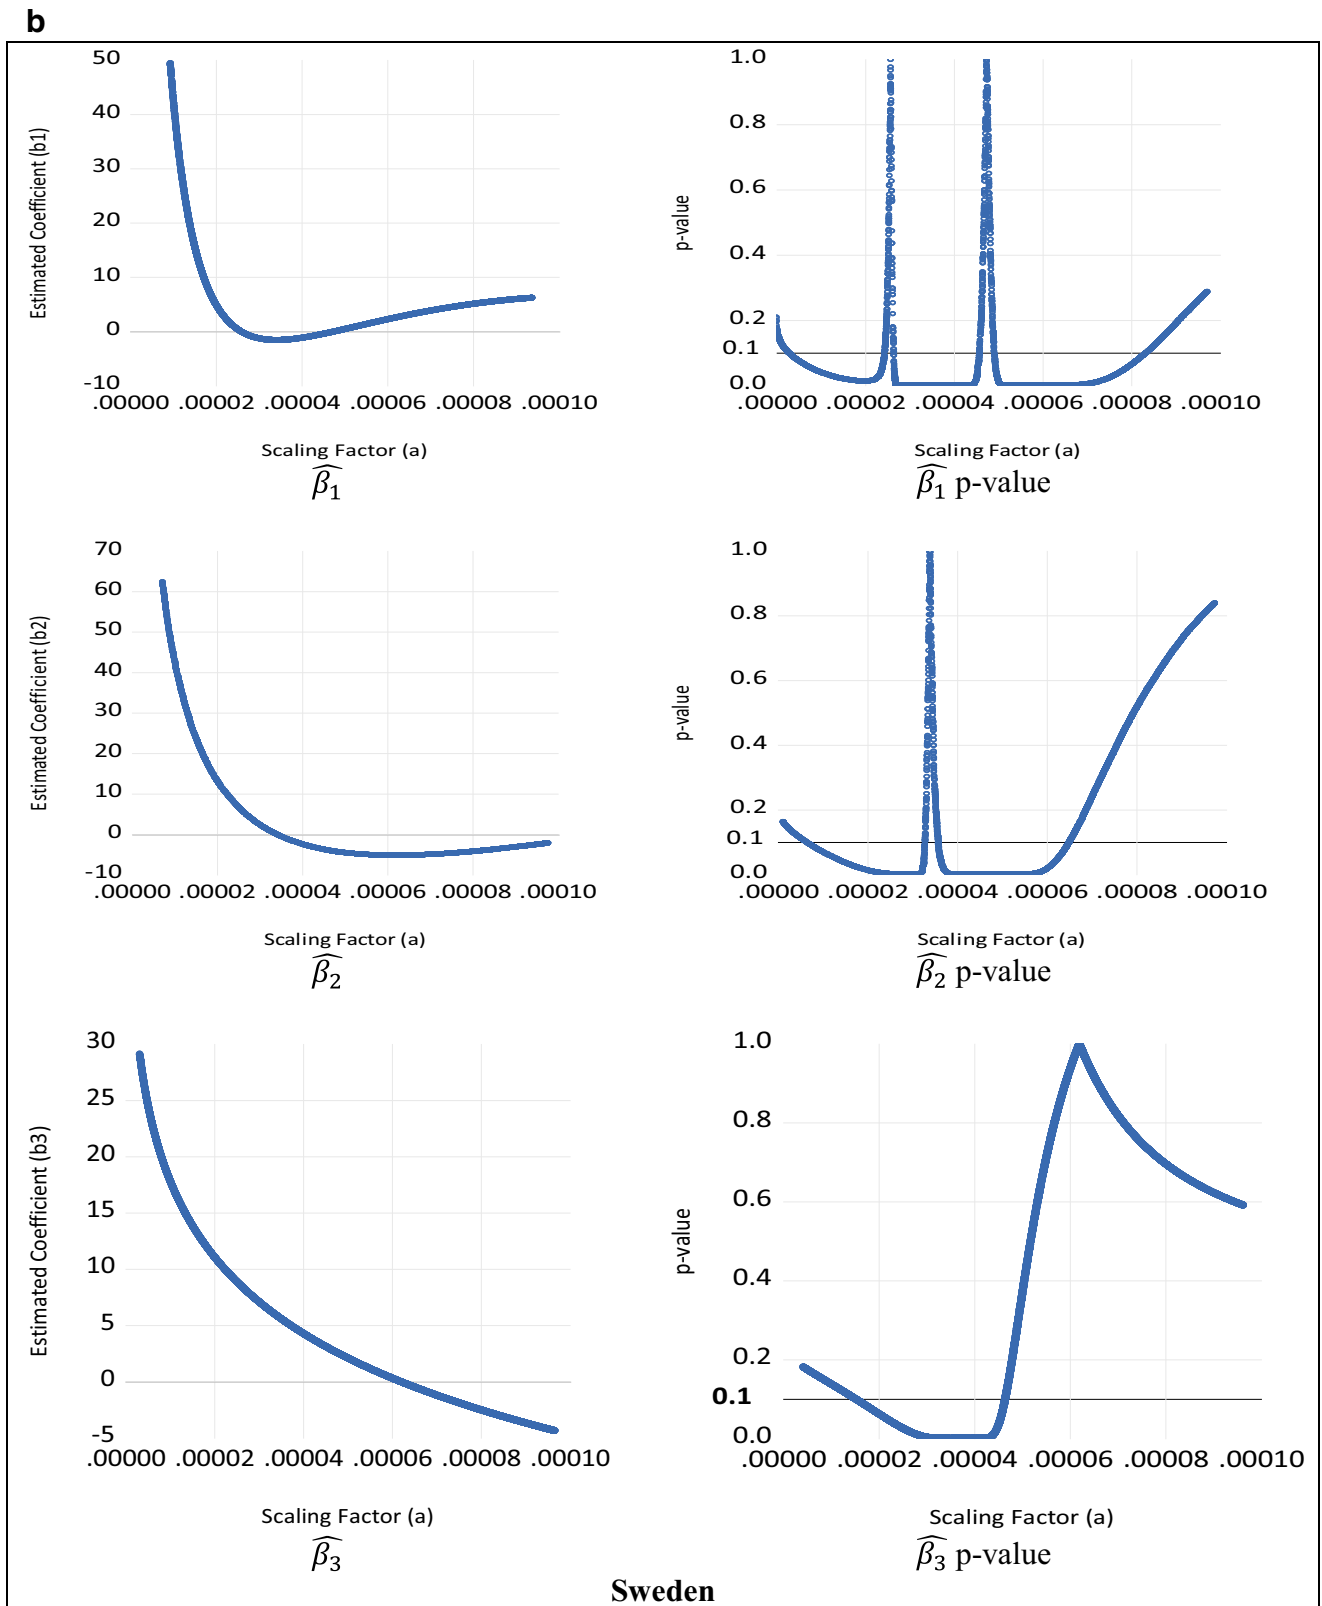 b
50
40
30
20
10
0
-10
Estimated Coefficient (b1)
.00000 .00002 .00004 .00006 .00008 .00010
Scaling Factor (a)
β̂₁
1.0
0.8
0.6
0.4
0.2
0.1
0.0
p-value
.00000 .00002 .00004 .00006 .00008 .00010
Scaling Factor (a)
β̂₁ p-value
70
60
50
40
30
20
10
0
-10
Estimated Coefficient (b2)
.00000 .00002 .00004 .00006 .00008 .00010
Scaling Factor (a)
β̂₂
1.0
0.8
0.6
0.4
0.2
0.1
0.0
p-value
.00000 .00002 .00004 .00006 .00008 .00010
Scaling Factor (a)
β̂₂ p-value
30
25
20
15
10
5
0
-5
Estimated Coefficient (b3)
.00000 .00002 .00004 .00006 .00008 .00010
Scaling Factor (a)
β̂₃
1.0
0.8
0.6
0.4
0.2
0.1
0.0
p-value
.00000 .00002 .00004 .00006 .00008 .00010
Scaling Factor (a)
β̂₃ p-value
Sweden